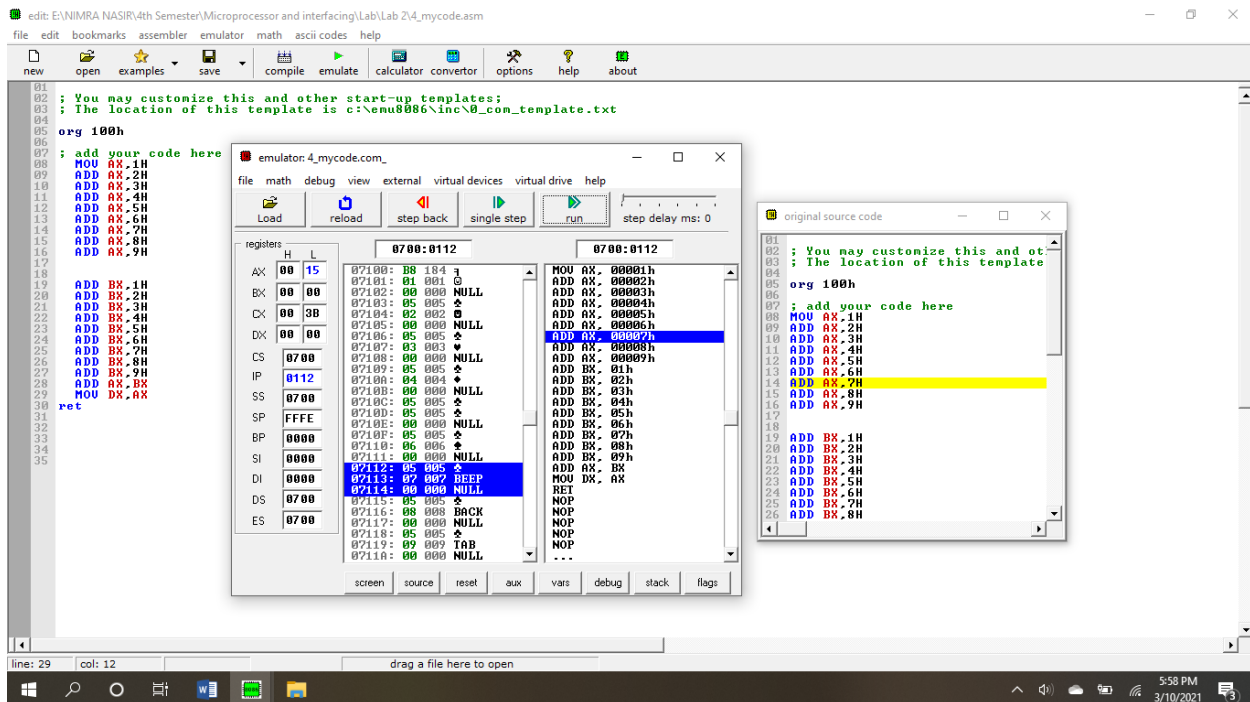 edit: E:\NIMRA NASIR\4th Semester\Microprocessor and interfacing\Lab\Lab 2\4_mycode.asm
file edit bookmarks assembler emulator math ascii codes help
new open examples save compile emulate calculator convertor options help about
01
02 ; You may customize this and other start-up templates;
03 ; The location of this template is c:\emu8086\inc\0_com_template.txt
04
05 org 100h
06
07 ; add your code here
08 MOV AX,1H
09 ADD AX,2H
10 ADD AX,3H
11 ADD AX,4H
12 ADD AX,5H
13 ADD AX,6H
14 ADD AX,7H
15 ADD AX,8H
16 ADD AX,9H
17
18
19 ADD BX,1H
20 ADD BX,2H
21 ADD BX,3H
22 ADD BX,4H
23 ADD BX,5H
24 ADD BX,6H
25 ADD BX,7H
26 ADD BX,8H
27 ADD BX,9H
28 ADD AX,BX
29 MOV DX,AX
30 ret
31
32
33
34
35
emulator: 4_mycode.com_
file math debug view external virtual devices virtual drive help
Load reload step back single step run step delay ms: 0
registers
H L
AX 00 15
BX 00 00
CX 00 3B
DX 00 00
CS 0700
IP 0112
SS 0700
SP FFFE
BP 0000
SI 0000
DI 0000
DS 0700
ES 0700
0700:0112
07100: B8 184 ╕
07101: 01 001 ☺
07102: 00 000 NULL
07103: 05 005 ♣
07104: 02 002 ☻
07105: 00 000 NULL
07106: 05 005 ♣
07107: 03 003 ♥
07108: 00 000 NULL
07109: 05 005 ♣
0710A: 04 004 ♦
0710B: 00 000 NULL
0710C: 05 005 ♣
0710D: 05 005 ♣
0710E: 00 000 NULL
0710F: 05 005 ♣
07110: 06 006 ♠
07111: 00 000 NULL
07112: 05 005 ♣
07113: 07 007 BEEP
07114: 00 000 NULL
07115: 05 005 ♣
07116: 08 008 BACK
07117: 00 000 NULL
07118: 05 005 ♣
07119: 09 009 TAB
0711A: 00 000 NULL
0700:0112
MOV AX, 00001h
ADD AX, 00002h
ADD AX, 00003h
ADD AX, 00004h
ADD AX, 00005h
ADD AX, 00006h
ADD AX, 00007h
ADD AX, 00008h
ADD AX, 00009h
ADD BX, 01h
ADD BX, 02h
ADD BX, 03h
ADD BX, 04h
ADD BX, 05h
ADD BX, 06h
ADD BX, 07h
ADD BX, 08h
ADD BX, 09h
ADD AX, BX
MOV DX, AX
RET
NOP
NOP
NOP
NOP
NOP
...
screen source reset aux vars debug stack flags
original source code
01
02 ; You may customize this and ot
03 ; The location of this template
04
05 org 100h
06
07 ; add your code here
08 MOV AX,1H
09 ADD AX,2H
10 ADD AX,3H
11 ADD AX,4H
12 ADD AX,5H
13 ADD AX,6H
14 ADD AX,7H
15 ADD AX,8H
16 ADD AX,9H
17
18
19 ADD BX,1H
20 ADD BX,2H
21 ADD BX,3H
22 ADD BX,4H
23 ADD BX,5H
24 ADD BX,6H
25 ADD BX,7H
26 ADD BX,8H
line: 29 col: 12 drag a file here to open
5:58 PM
3/10/2021
3